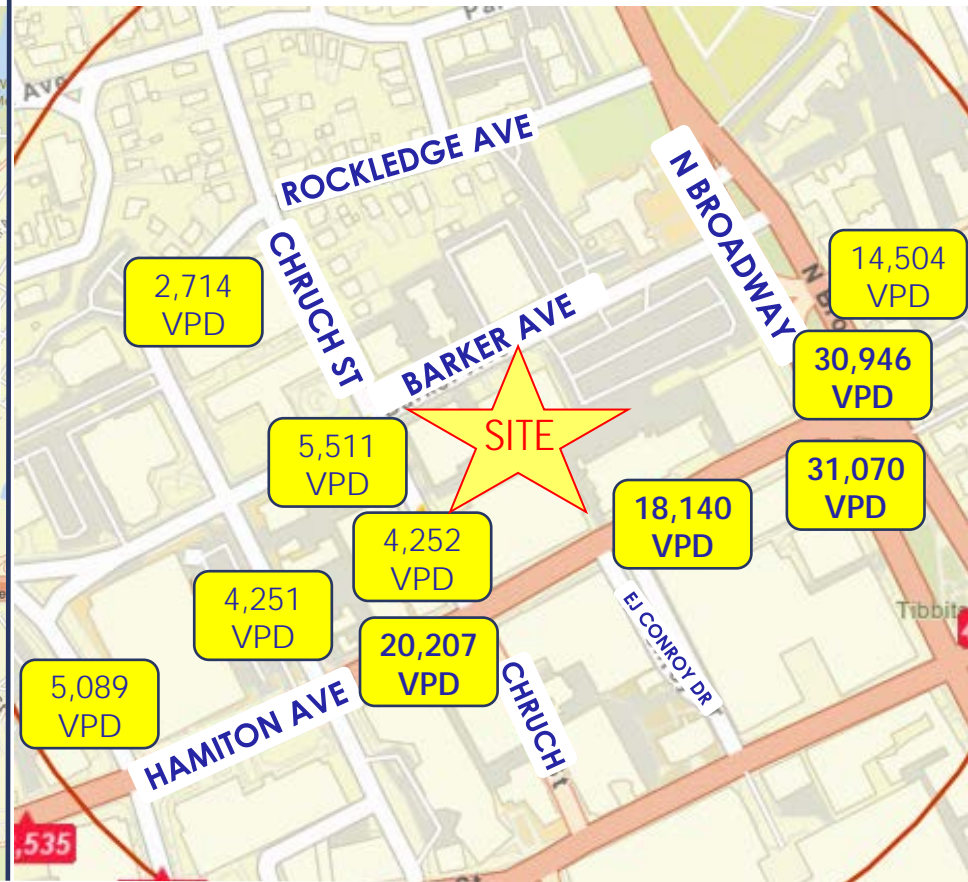 Ave
ROCKLEDGE AVE
N BROADWAY
CHRUCH ST
2,714
VPD
14,504
VPD
BARKER AVE
30,946
VPD
SITE
5,511
VPD
31,070
VPD
18,140
VPD
4,252
VPD
4,251
VPD
EJ CONROY DR
20,207
VPD
CHRUCH
5,089
VPD
HAMITON AVE
,535